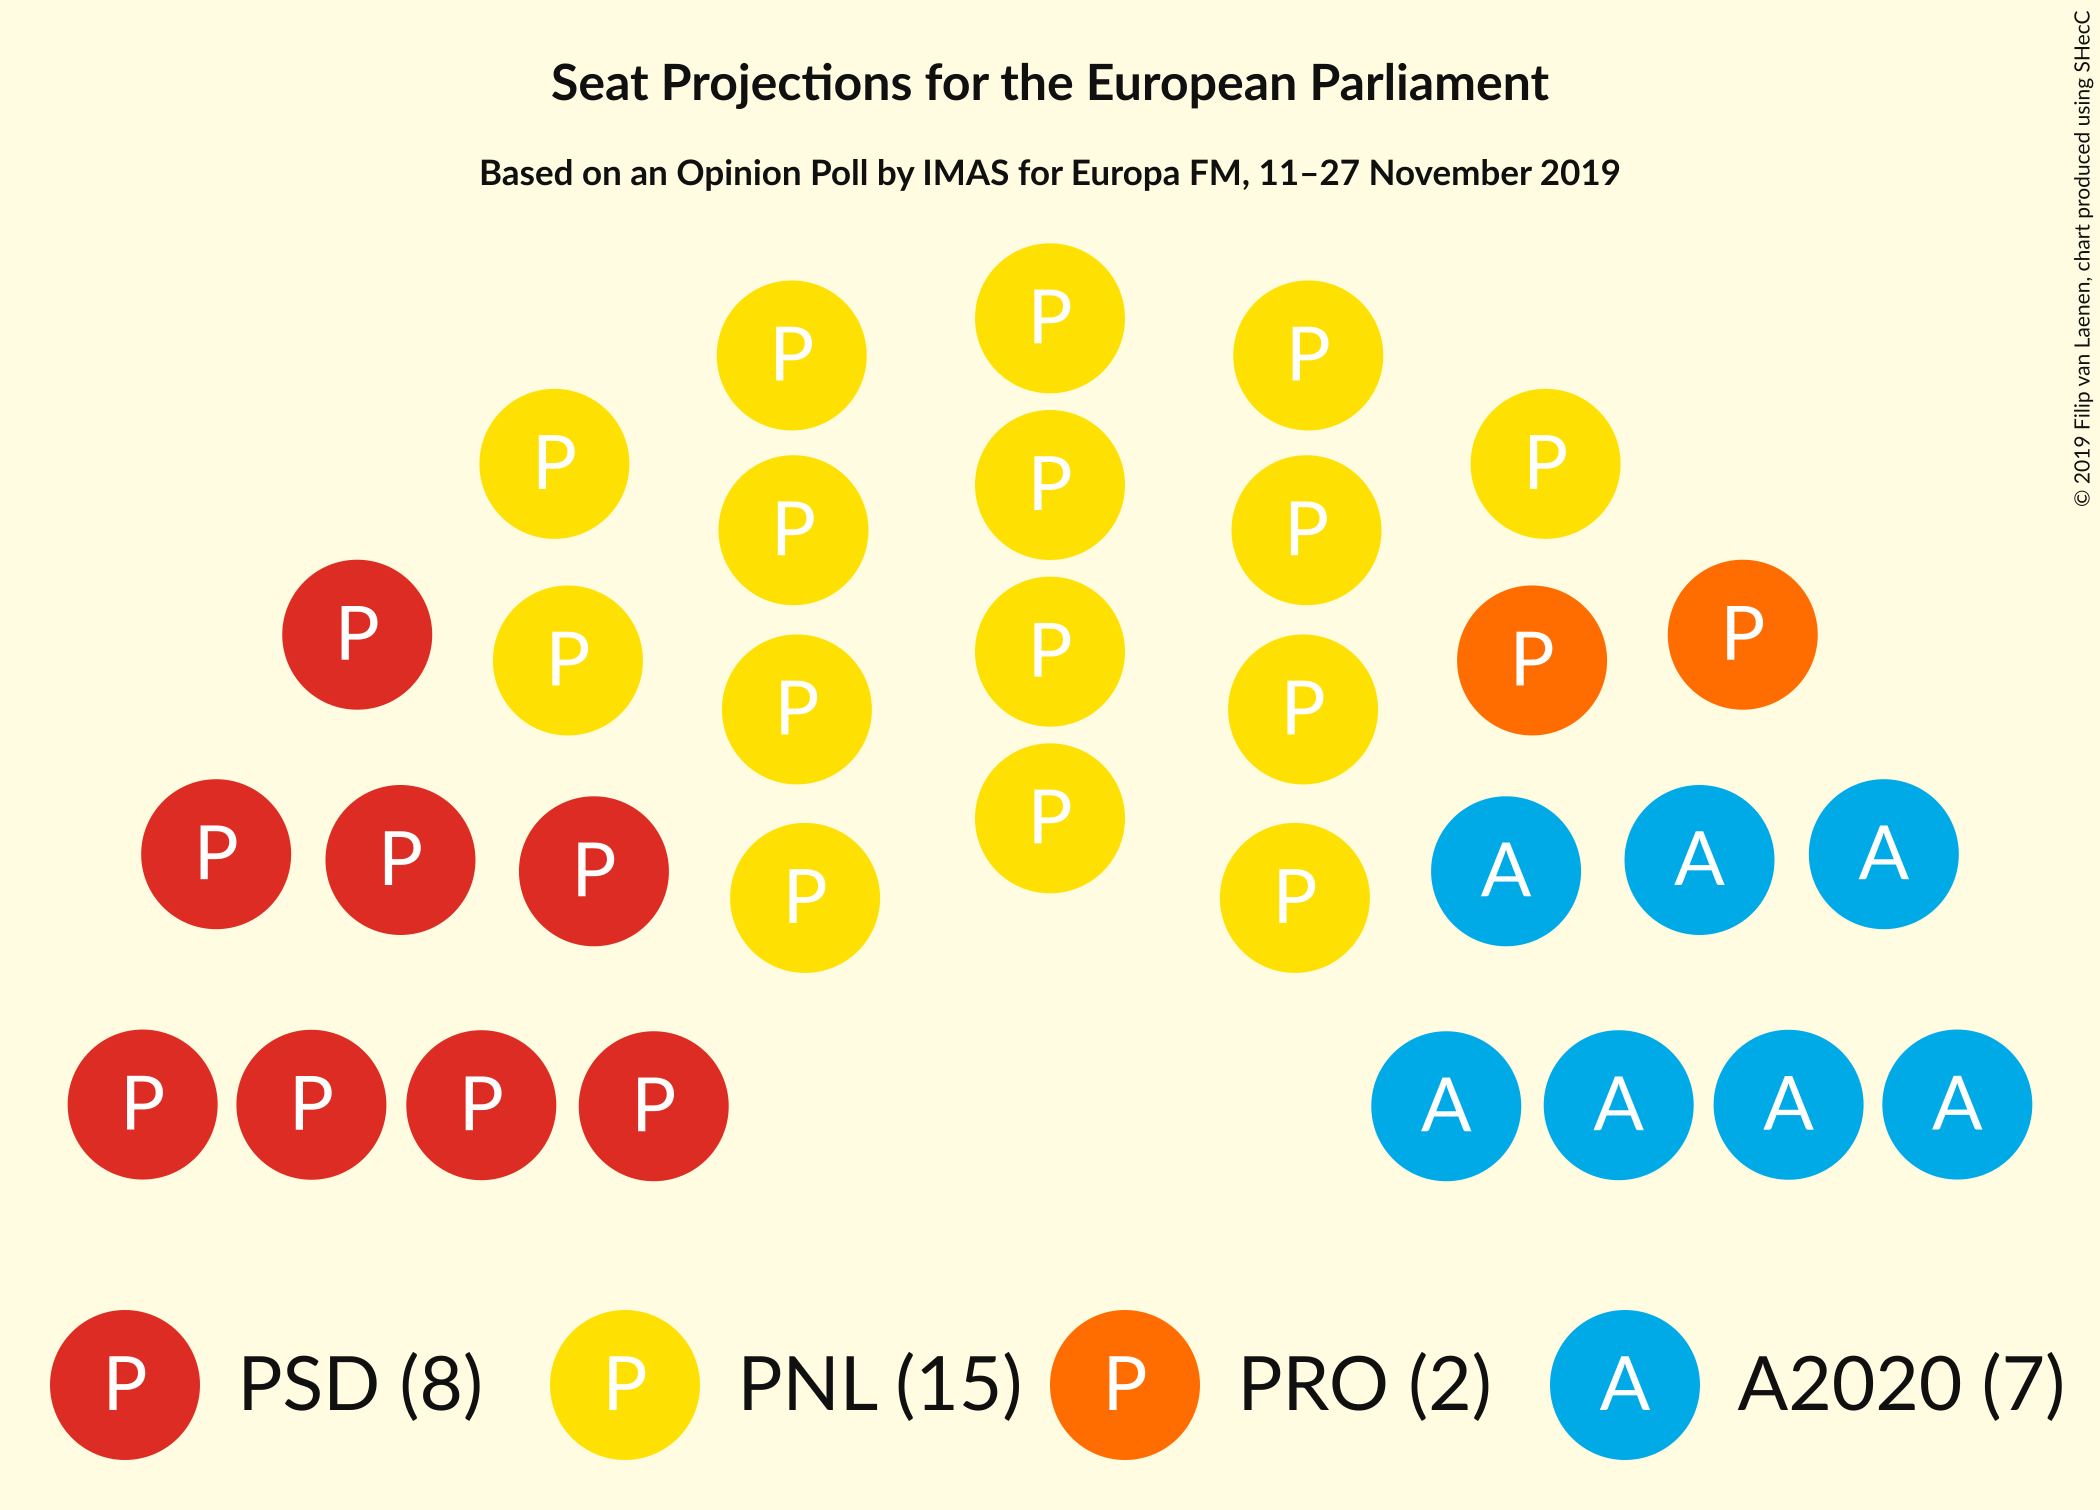 Seat Projections for the European Parliament
Based on an Opinion Poll by IMAS for Europa FM, 11–27 November 2019
© 2019 Filip van Laenen, chart produced using SHecC
P
P P
P P
P P
P P
P P
P P
P P
P P P
P P
P P
P A
P A
P P A A
P P A
P P P P A A A A
P PSD (8) P PNL (15) P PRO (2) A A2020 (7)